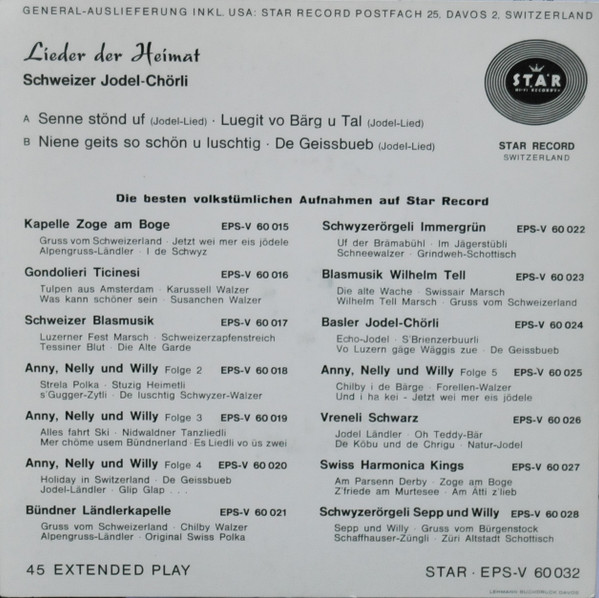 GENERAL-AUSLIEFERUNG INKL. USA: STAR RECORD POSTFACH 25, DAVOS 2, SWITZERLAND
Lieder der Heimat
Schweizer Jodel-Chörli
A Senne stönd uf (Jodel-Lied) · Luegit vo Bärg u Tal (Jodel-Lied)
B Niene geits so schön u luschtig · De Geissbueb (Jodel-Lied)
STAR
HI-FI RECORDS
STAR RECORD
SWITZERLAND
Die besten volkstümlichen Aufnahmen auf Star Record
Kapelle Zoge am Boge EPS-V 60 015
Gruss vom Schweizerland · Jetzt wei mer eis jödele
Alpengruss-Ländler · I de Schwyz
Gondolieri Ticinesi EPS-V 60 016
Tulpen aus Amsterdam · Karussell Walzer
Was kann schöner sein · Susanchen Walzer
Schweizer Blasmusik EPS-V 60 017
Luzerner Fest Marsch · Schweizerzapfenstreich
Tessiner Blut · Die Alte Garde
Anny, Nelly und Willy Folge 2 EPS-V 60 018
Strela Polka · Stuzig Heimetli
s'Gugger-Zytli · De luschtig Schwyzer-Walzer
Anny, Nelly und Willy Folge 3 EPS-V 60 019
Alles fahrt Ski · Nidwaldner Tanzliedli
Mer chöme usem Bündnerland · Es Liedli vo üs zwei
Anny, Nelly und Willy Folge 4 EPS-V 60 020
Holiday in Switzerland · De Geissbueb
Jodel-Ländler · Glip Glap . . .
Bündner Ländlerkapelle EPS-V 60 021
Gruss vom Schweizerland · Chilby Walzer
Alpengruss-Ländler · Original Swiss Polka
Schwyzerörgeli Immergrün EPS-V 60 022
Uf der Brämabühl · Im Jägerstübli
Schneewalzer · Grindweh-Schottisch
Blasmusik Wilhelm Tell EPS-V 60 023
Die alte Wache · Swissair Marsch
Wilhelm Tell Marsch · Gruss vom Schweizerland
Basler Jodel-Chörli EPS-V 60 024
Echo-Jodel · S'Brienzerbuurli
Vo Luzern gäge Wäggis zue · De Geissbueb
Anny, Nelly und Willy Folge 5 EPS-V 60 025
Chilby i de Bärge · Forellen-Walzer
Und i ha kei - Jetzt wei mer eis jödele
Vreneli Schwarz EPS-V 60 026
Jodel Ländler · Oh Teddy-Bär
De Köbu und de Chrigu · Natur-Jodel
Swiss Harmonica Kings EPS-V 60 027
Am Parsenn Derby · Zoge am Boge
Z'friede am Murtesee · Am Ätti z'lieb
Schwyzerörgeli Sepp und Willy EPS-V 60 028
Sepp und Willy · Gruss vom Bürgenstock
Schaffhauser-Züngli · Züri Altstadt Schottisch
45 EXTENDED PLAY
STAR · EPS-V 60 032
LEHMANN BUCHDRUCK DAVOS